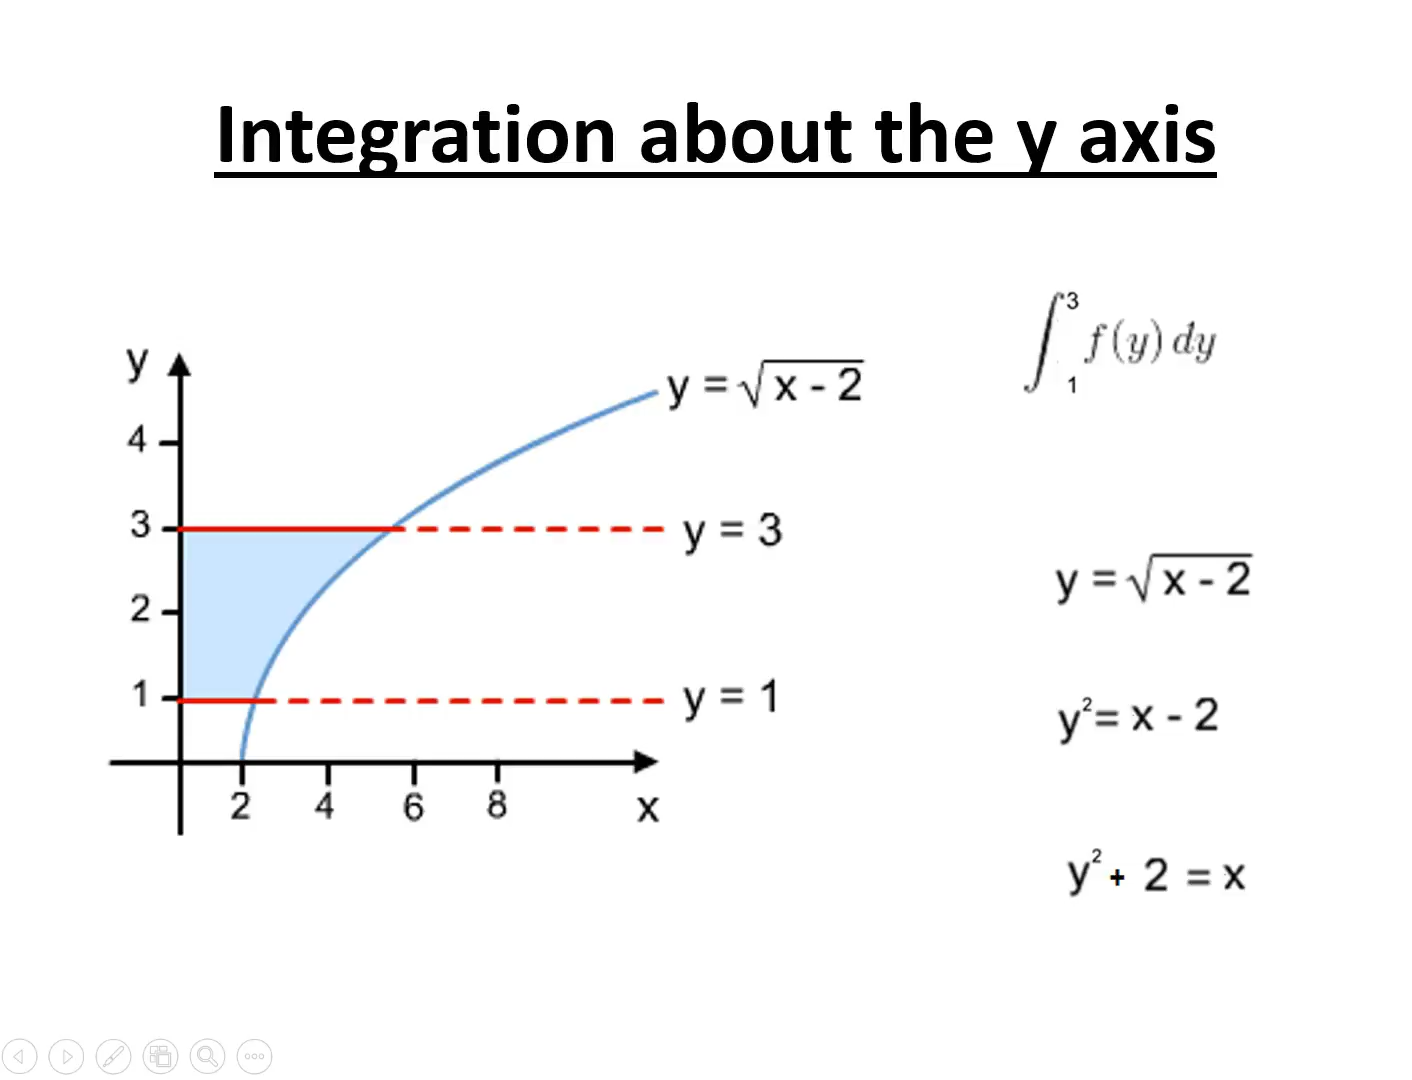 Integration about the y axis
∫₁³ f(y) dy
y
y = √(x - 2)
4
3
y = 3
2
1
y = 1
2 4 6 8
x
y = √(x - 2)
y² = x - 2
y² + 2 = x